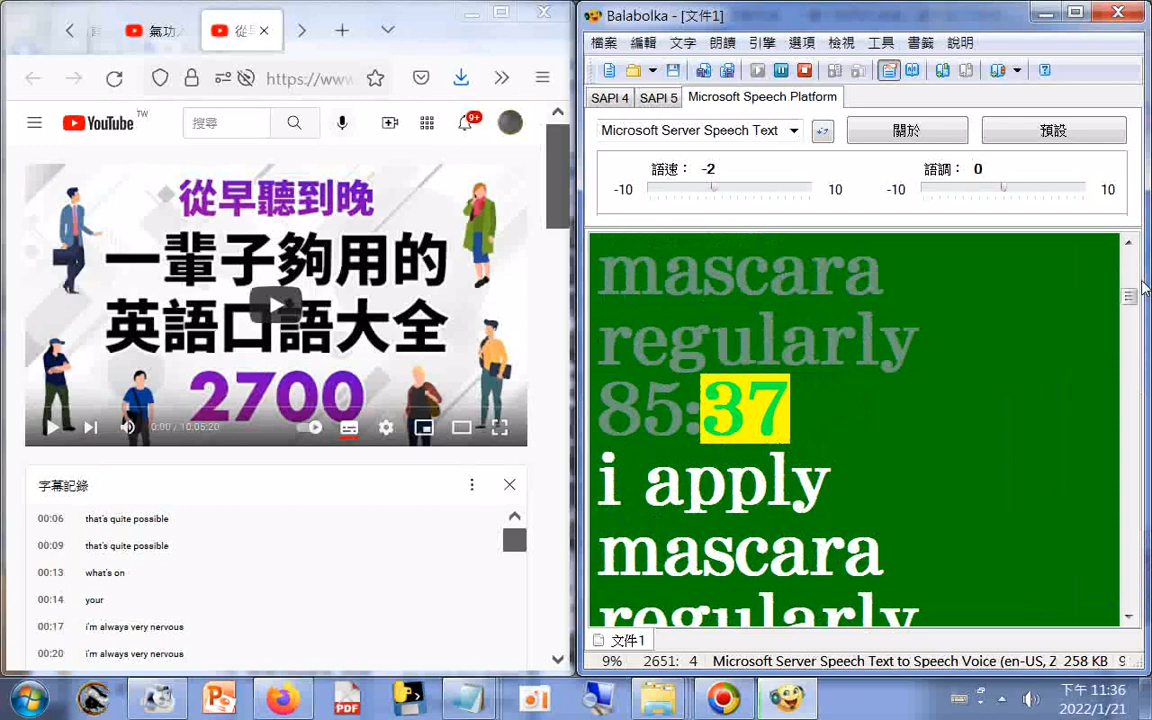 氣功
從
https://www
YouTube TW
搜尋
9+
從早聽到晚
一輩子夠用的
英語口語大全
2700
0:00 / 10:05:20
字幕記錄
00:06 that's quite possible
00:09 that's quite possible
00:13 what's on
00:14 your
00:17 i'm always very nervous
00:20 i'm always very nervous
Balabolka - [文件1]
檔案 編輯 文字 朗讀 引擎 選項 檢視 工具 書籤 說明
SAPI 4 SAPI 5 Microsoft Speech Platform
Microsoft Server Speech Text 關於 預設
語速： -2 語調： 0
-10 10 -10 10
mascara
regularly
85:37
i apply
mascara
regularly
文件1
9% 2651: 4 Microsoft Server Speech Text to Speech Voice (en-US, Z 258 KB 9
PDF
下午 11:36
2022/1/21